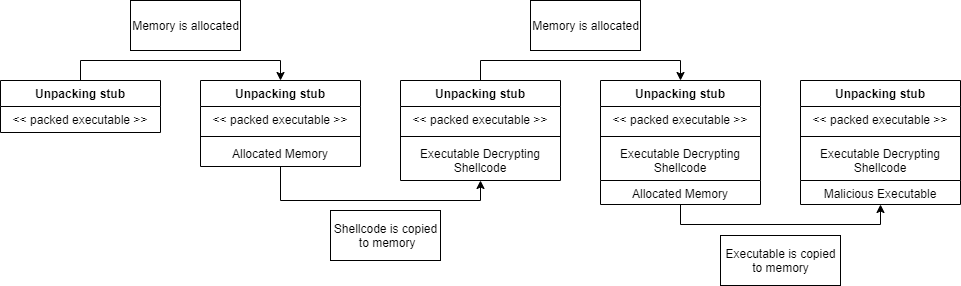 Memory is allocated
Memory is allocated
Unpacking stub
<< packed executable >>
Unpacking stub
<< packed executable >>
Allocated Memory
Unpacking stub
<< packed executable >>
Executable Decrypting
Shellcode
Unpacking stub
<< packed executable >>
Executable Decrypting
Shellcode
Allocated Memory
Unpacking stub
<< packed executable >>
Executable Decrypting
Shellcode
Malicious Executable
Shellcode is copied
to memory
Executable is copied
to memory